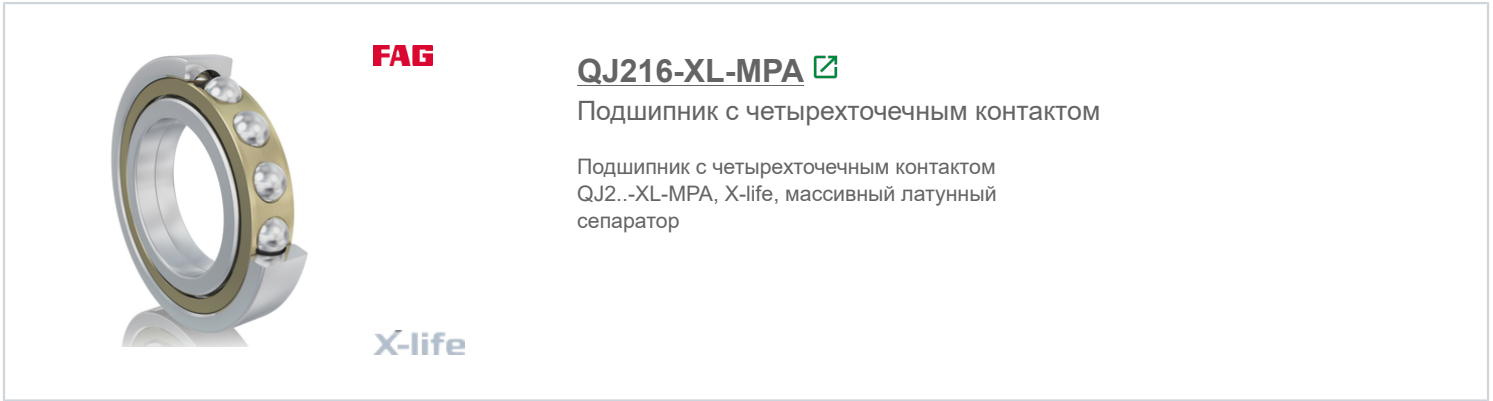 FAG
QJ216-XL-MPA
Подшипник с четырехточечным контактом
Подшипник с четырехточечным контактом
QJ2..-XL-MPA, X-life, массивный латунный
сепаратор
X-life